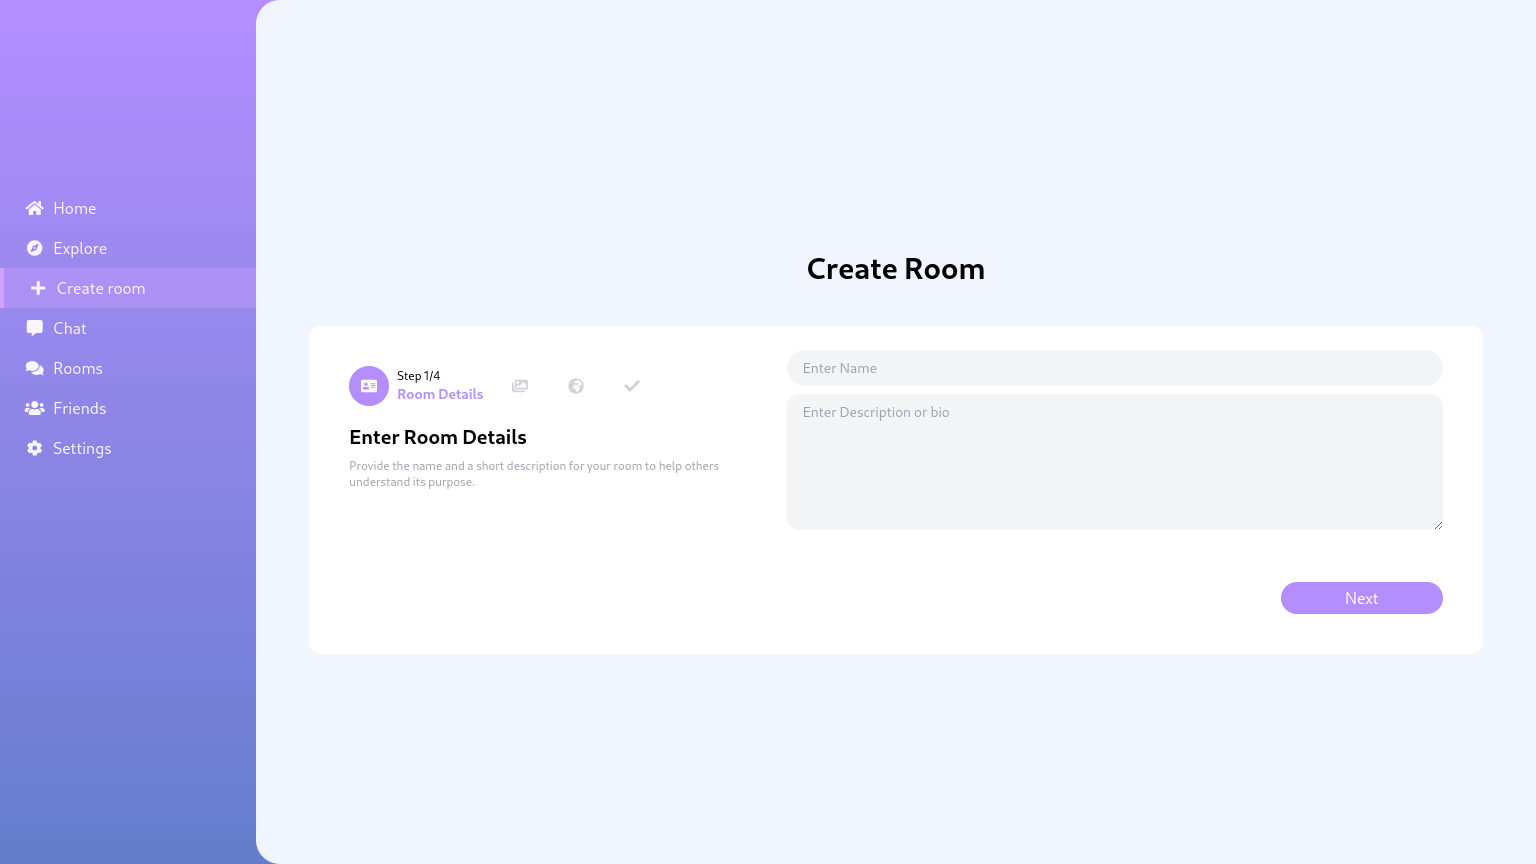 Home
Explore
Create room
Chat
Rooms
Friends
Settings
Create Room
Step 1/4
Room Details
Enter Room Details
Provide the name and a short description for your room to help others
understand its purpose.
Enter Name
Enter Description or bio
Next